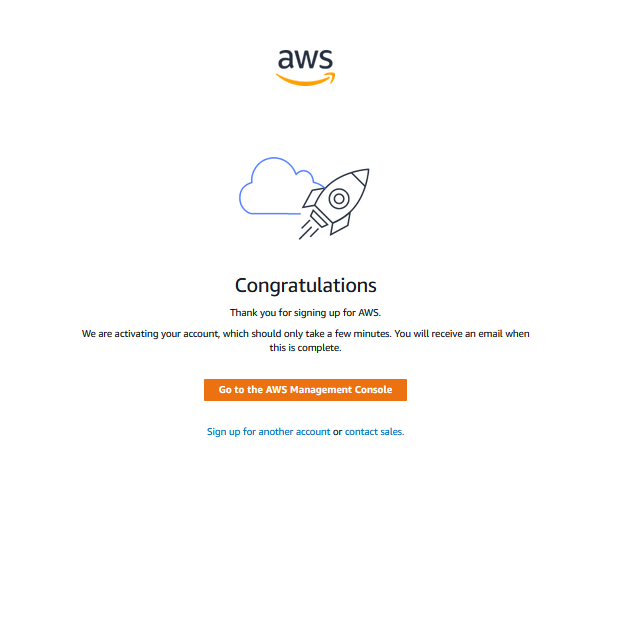 aws
Congratulations
Thank you for signing up for AWS.
We are activating your account, which should only take a few minutes. You will receive an email when
this is complete.
Go to the AWS Management Console
Sign up for another account or contact sales.